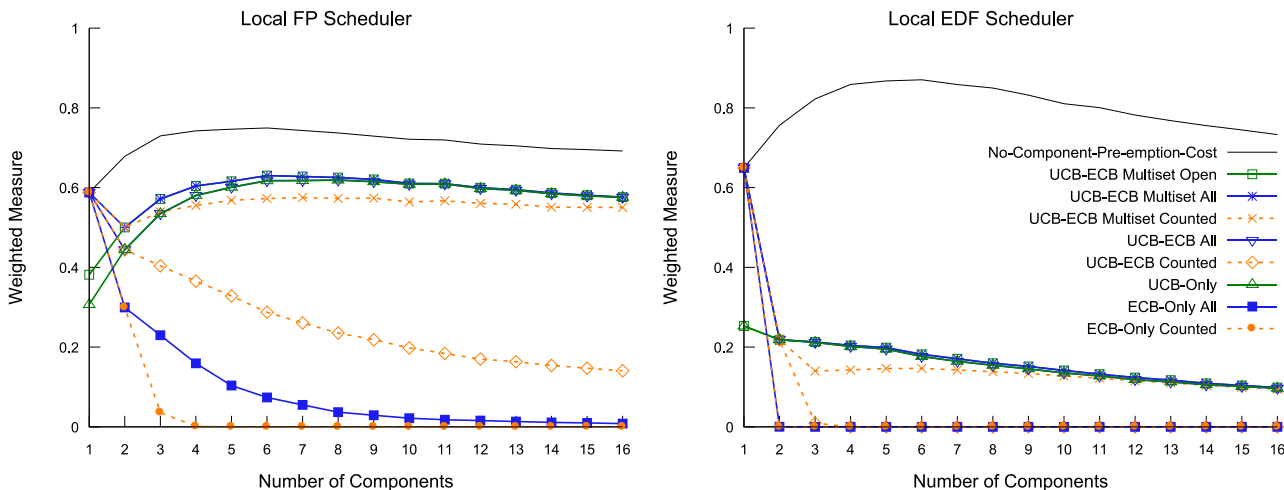 Local FP Scheduler
1
0.8
0.6
0.4
0.2
0
Weighted Measure
1 2 3 4 5 6 7 8 9 10 11 12 13 14 15 16
Number of Components
Local EDF Scheduler
1
0.8
0.6
0.4
0.2
0
Weighted Measure
No-Component-Pre-emption-Cost
UCB-ECB Multiset Open
UCB-ECB Multiset All
UCB-ECB Multiset Counted
UCB-ECB All
UCB-ECB Counted
UCB-Only
ECB-Only All
ECB-Only Counted
1 2 3 4 5 6 7 8 9 10 11 12 13 14 15 16
Number of Components